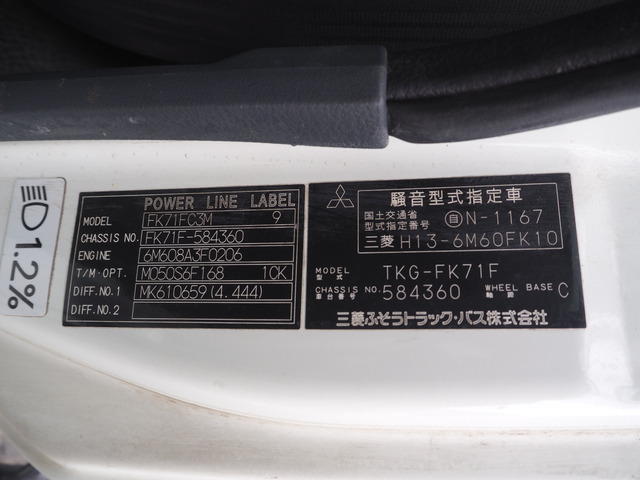 1.2%
POWER LINE LABEL
MODEL FK71FC3M 9
CHASSIS NO. FK71F-584360
ENGINE 6M608A3F0206
T/M·OPT. M050S6F168 10K
DIFF.NO.1 MK610659(4.444)
DIFF.NO.2
騒音型式指定車
国土交通省
型式指定番号 自N-1167
三菱 H13-6M60FK10
MODEL
型式 TKG-FK71F
CHASSIS NO.
車台番号 584360 WHEEL BASE
軸距 C
三菱ふそうトラック・バス株式会社